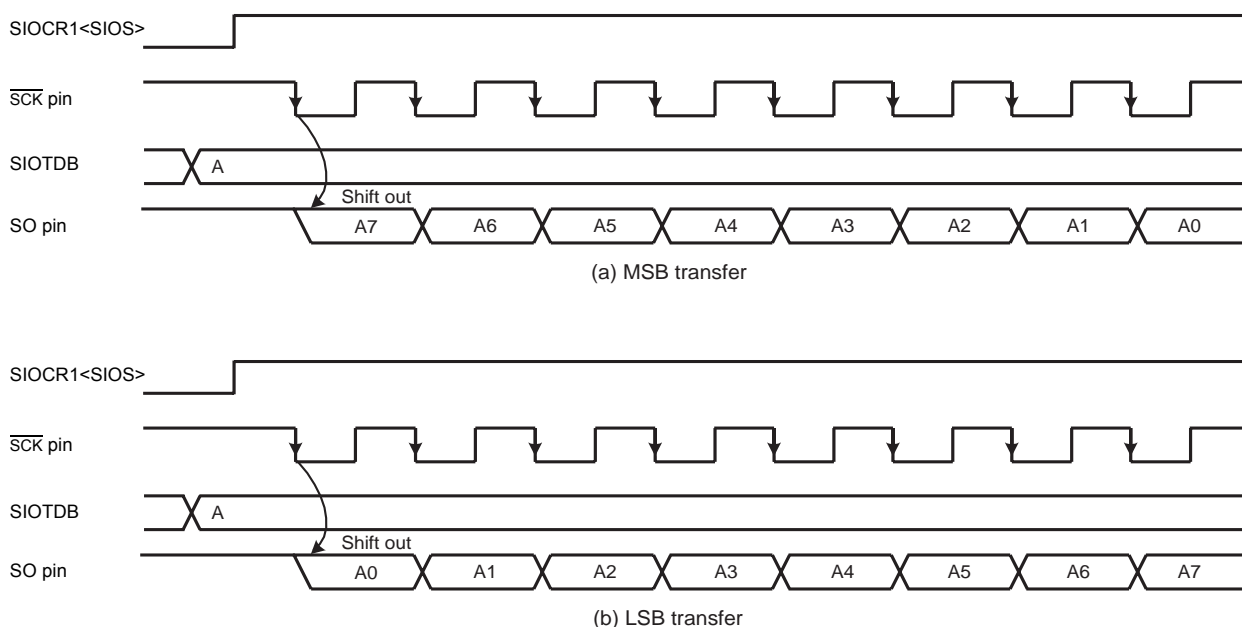 SIOCR1<SIOS>
SCK pin
SIOTDB
A
Shift out
SO pin
A7 A6 A5 A4 A3 A2 A1 A0
(a) MSB transfer
SIOCR1<SIOS>
SCK pin
SIOTDB
A
Shift out
SO pin
A0 A1 A2 A3 A4 A5 A6 A7
(b) LSB transfer